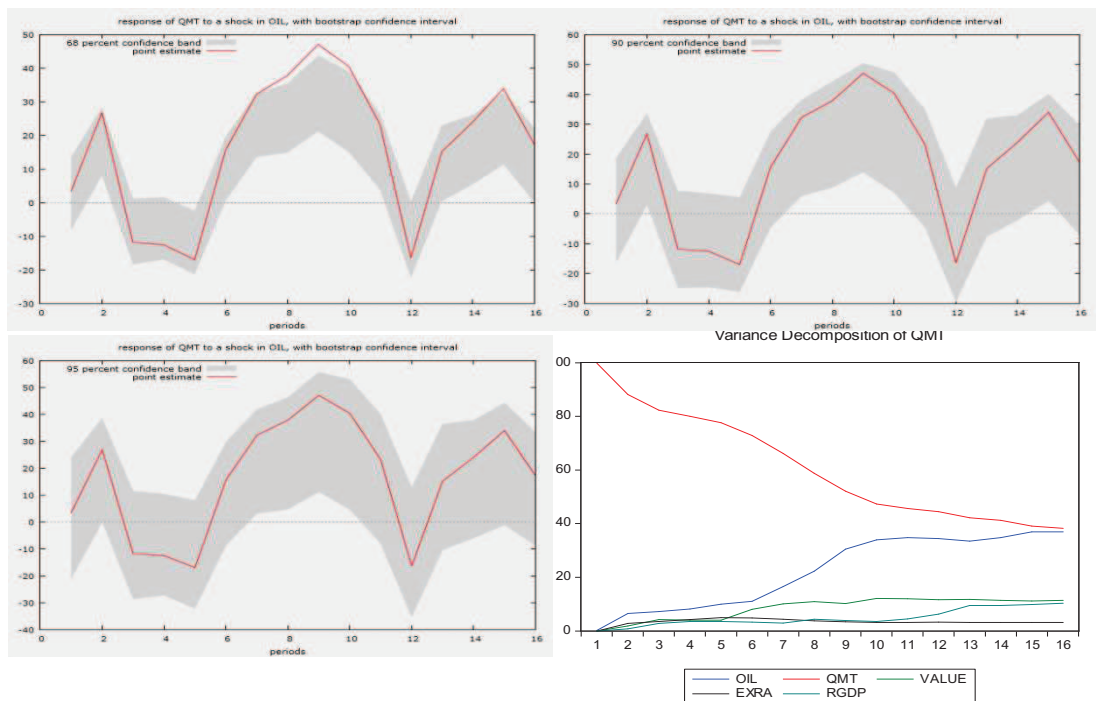 response of QMT to a shock in OIL, with bootstrap confidence interval
50
68 percent confidence band
point estimate
40
30
20
10
0
-10
-20
-30
0 2 4 6 8 10 12 14 16
periods
response of QMT to a shock in OIL, with bootstrap confidence interval
60
90 percent confidence band
point estimate
50
40
30
20
10
0
-10
-20
-30
0 2 4 6 8 10 12 14 16
periods
response of QMT to a shock in OIL, with bootstrap confidence interval
60
95 percent confidence band
point estimate
50
40
30
20
10
0
-10
-20
-30
-40
0 2 4 6 8 10 12 14 16
periods
Variance Decomposition of QMT
00
80
60
40
20
0
1 2 3 4 5 6 7 8 9 10 11 12 13 14 15 16
OIL QMT VALUE
EXRA RGDP